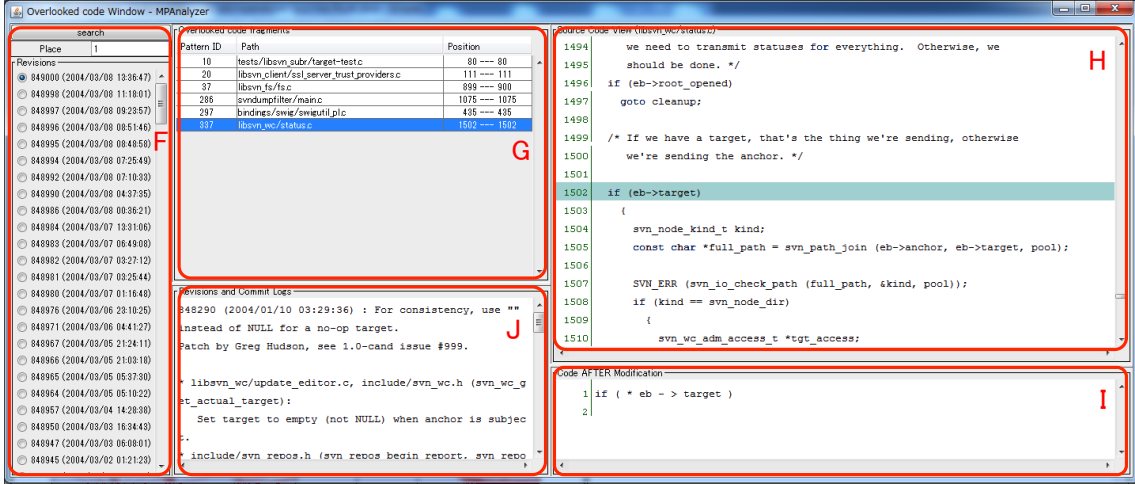 Overlooked code Window - MPAnalyzer
search
Place 1
Revisions
849000 (2004/03/08 13:36:47)
848998 (2004/03/08 11:18:01)
848997 (2004/03/08 09:23:57)
848996 (2004/03/08 08:51:46)
848995 (2004/03/08 08:48:58)
848994 (2004/03/08 07:25:49)
848992 (2004/03/08 07:10:33)
848990 (2004/03/08 04:37:35)
848986 (2004/03/08 00:36:21)
848984 (2004/03/07 13:31:06)
848983 (2004/03/07 06:49:08)
848982 (2004/03/07 03:27:12)
848981 (2004/03/07 03:25:44)
848980 (2004/03/07 01:16:48)
848976 (2004/03/06 23:10:25)
848971 (2004/03/06 04:41:27)
848967 (2004/03/05 21:24:11)
848966 (2004/03/05 21:03:18)
848965 (2004/03/05 05:37:30)
848964 (2004/03/05 05:10:22)
848957 (2004/03/04 14:28:38)
848950 (2004/03/03 16:34:43)
848947 (2004/03/03 06:08:01)
848945 (2004/03/02 01:21:23)
F
Overlooked code fragments
Pattern ID Path Position
10 tests/libsvn_subr/target-test.c 80 --- 80
20 libsvn_client/ssl_server_trust_providers.c 111 --- 111
37 libsvn_fs/fs.c 899 --- 900
286 svndumpfilter/main.c 1075 --- 1075
297 bindings/swig/swigutil_pl.c 435 --- 435
337 libsvn_wc/status.c 1502 --- 1502
G
Revisions and Commit Logs
848290 (2004/01/10 03:29:36) : For consistency, use ""
instead of NULL for a no-op target.
Patch by Greg Hudson, see 1.0-cand issue #999.
* libsvn_wc/update_editor.c, include/svn_wc.h (svn_wc_g
et_actual_target):
Set target to empty (not NULL) when anchor is subjec
t.
* include/svn_repos.h (svn_repos_begin_report, svn_repo
J
Source Code View (libsvn_wc/status.c)
1494 we need to transmit statuses for everything. Otherwise, we
1495 should be done. */
1496 if (eb->root_opened)
1497 goto cleanup;
1498
1499 /* If we have a target, that's the thing we're sending, otherwise
1500 we're sending the anchor. */
1501
1502 if (eb->target)
1503 {
1504 svn_node_kind_t kind;
1505 const char *full_path = svn_path_join (eb->anchor, eb->target, pool);
1506
1507 SVN_ERR (svn_io_check_path (full_path, &kind, pool));
1508 if (kind == svn_node_dir)
1509 {
1510 svn_wc_adm_access_t *tgt_access;
H
Code AFTER Modification
1 if ( * eb - > target )
2
I